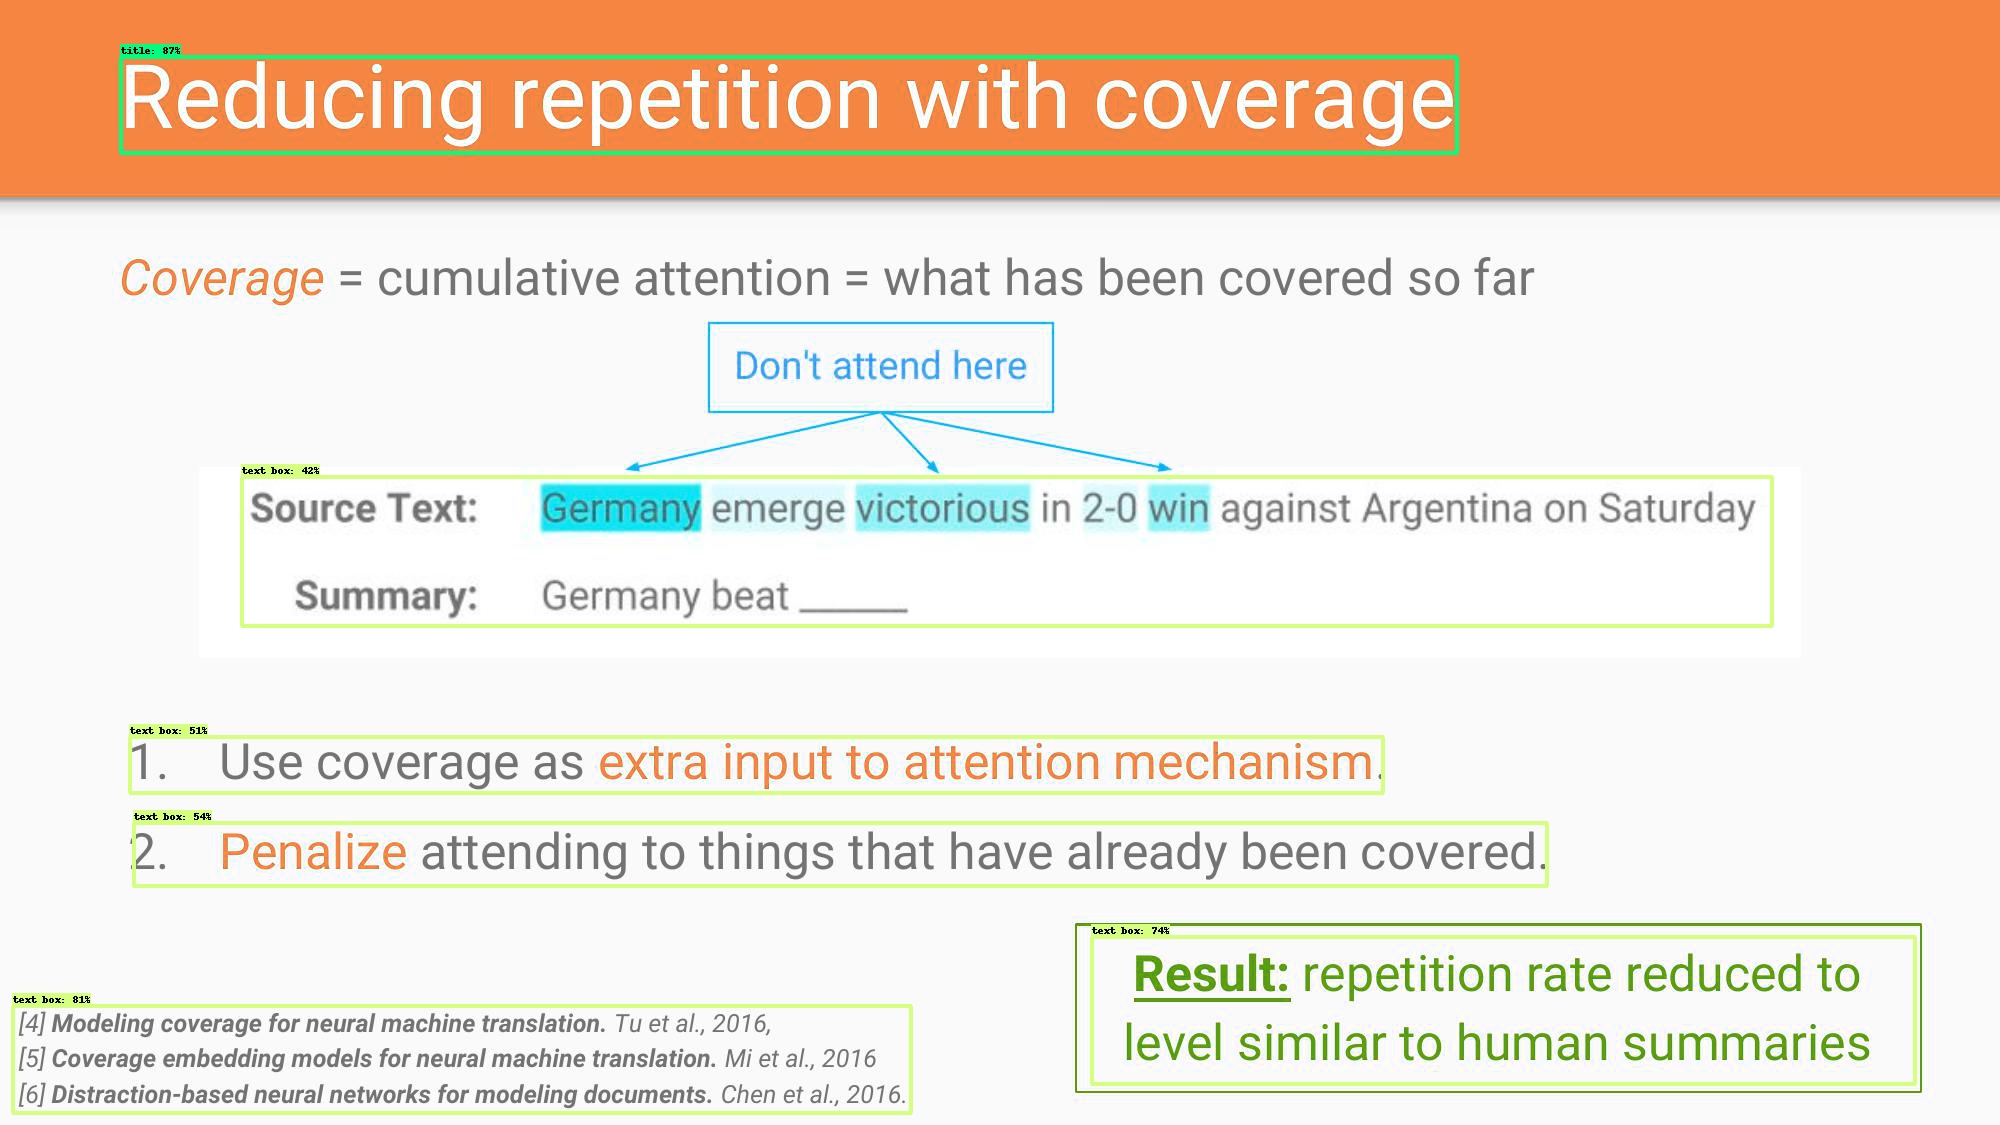 title: 87%
Reducing repetition with coverage
Coverage = cumulative attention = what has been covered so far
Don't attend here
text box: 42%
Source Text: Germany emerge victorious in 2-0 win against Argentina on Saturday
Summary: Germany beat ______
text box: 51%
1. Use coverage as extra input to attention mechanism.
text box: 54%
2. Penalize attending to things that have already been covered.
text box: 74%
Result: repetition rate reduced to
level similar to human summaries
text box: 81%
[4] Modeling coverage for neural machine translation. Tu et al., 2016,
[5] Coverage embedding models for neural machine translation. Mi et al., 2016
[6] Distraction-based neural networks for modeling documents. Chen et al., 2016.